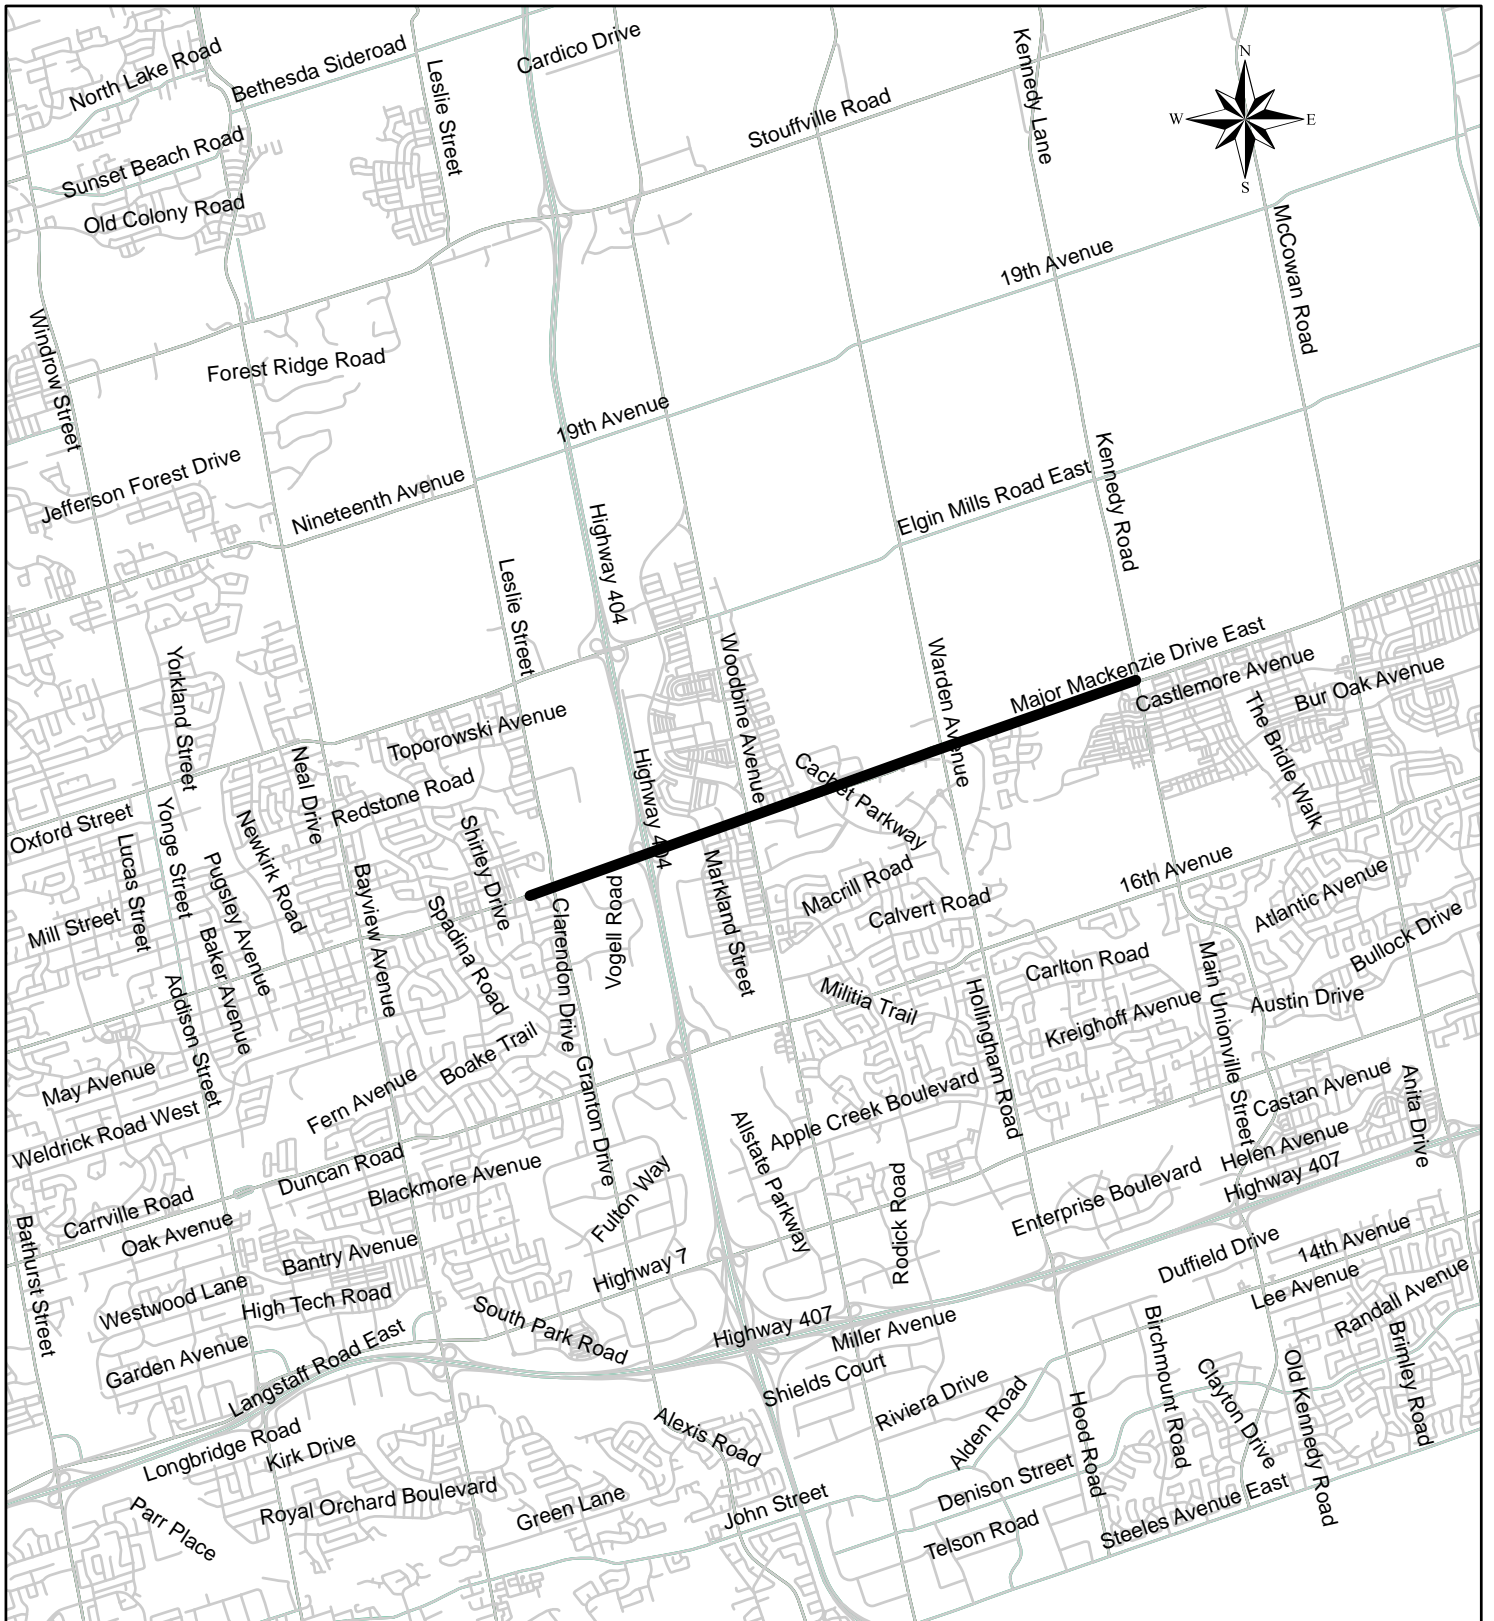 North Lake Road
Bethesda Sideroad
Leslie Street
Cardico Drive
Kennedy Lane
N
W
E
S
Stouffville Road
Sunset Beach Road
Old Colony Road
19th Avenue
McCowan Road
Windrow Street
Forest Ridge Road
19th Avenue
Jefferson Forest Drive
Nineteenth Avenue
Kennedy Road
Elgin Mills Road East
Highway 404
Leslie Street
Yorkland Street
Woodbine Avenue
Warden Avenue
Major Mackenzie Drive East
Castlemore Avenue
Bur Oak Avenue
The Bridle Walk
Toporowski Avenue
Neal Drive
Redstone Road
Highway 404
Cachet Parkway
Oxford Street
Yonge Street
Lucas Street
Newkirk Road
Pugsley Avenue
Shirley Drive
Bayview Avenue
Markland Street
Macrill Road
Calvert Road
16th Avenue
Atlantic Avenue
Bullock Drive
Mill Street
Baker Avenue
Spadina Road
Clarendon Drive
Vogell Road
Carlton Road
Main Unionville Street
Militia Trail
Hollingham Road
Kreighoff Avenue
Austin Drive
Addison Street
May Avenue
Boake Trail
Fern Avenue
Granton Drive
Apple Creek Boulevard
Castan Avenue
Anita Drive
Weldrick Road West
Allstate Parkway
Helen Avenue
Highway 407
Duncan Road
Blackmore Avenue
Fulton Way
Rodick Road
Enterprise Boulevard
Carrville Road
Oak Avenue
Bathurst Street
Bantry Avenue
Highway 7
Duffield Drive
14th Avenue
Lee Avenue
Randall Avenue
Westwood Lane
High Tech Road
South Park Road
Highway 407
Miller Avenue
Birchmount Road
Brimley Road
Garden Avenue
Langstaff Road East
Shields Court
Clayton Drive
Old Kennedy Road
Riviera Drive
Alden Road
Hood Road
Alexis Road
Longbridge Road
Kirk Drive
Denison Street
Royal Orchard Boulevard
Green Lane
John Street
Parr Place
Telson Road
Steeles Avenue East